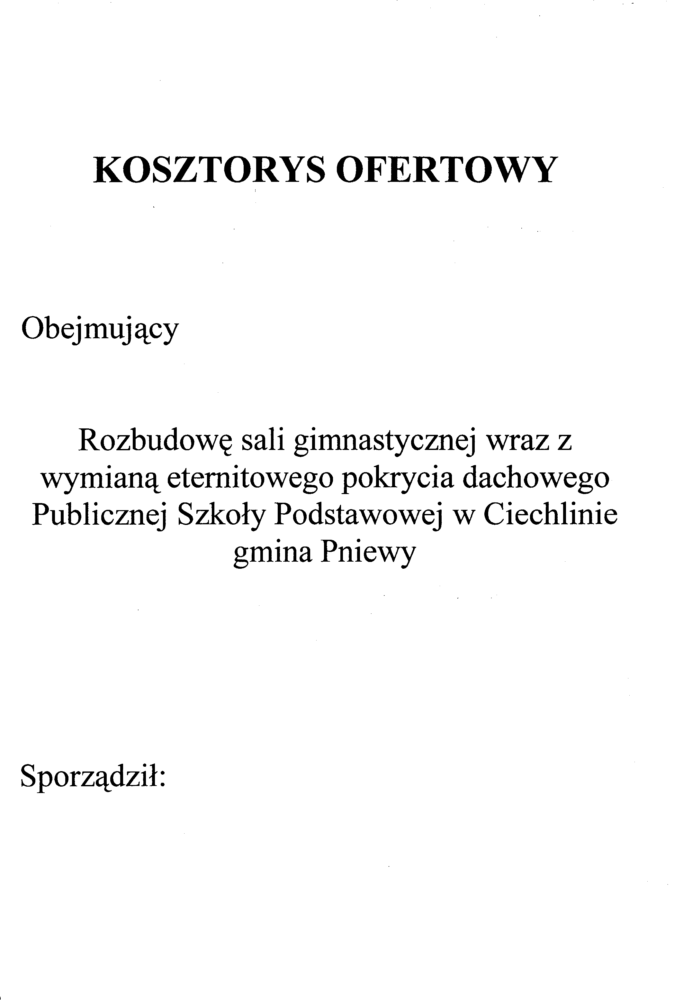 KOSZTORYS OFERTOWY
Obejmujący
Rozbudowę sali gimnastycznej wraz z
wymianą eternitowego pokrycia dachowego
Publicznej Szkoły Podstawowej w Ciechlinie
gmina Pniewy
Sporządził: